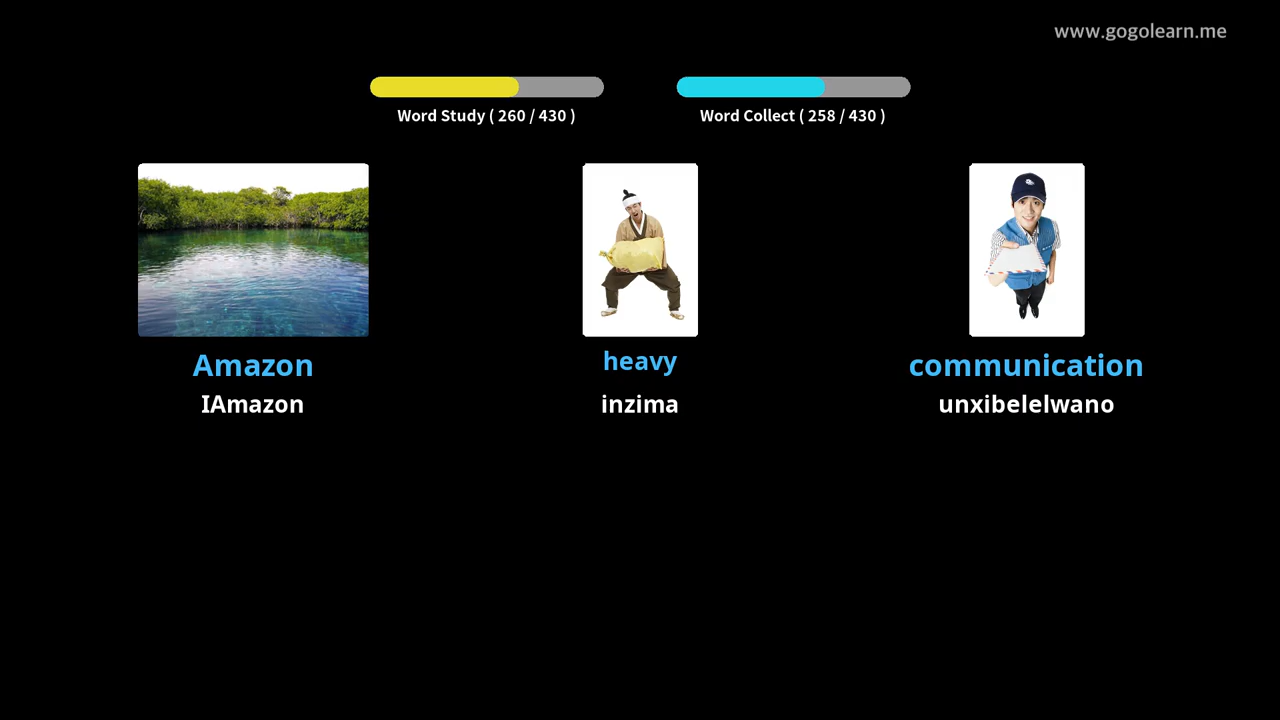 www.gogolearn.me
Word Study ( 260 / 430 )
Word Collect ( 258 / 430 )
Amazon
IAmazon
heavy
inzima
communication
unxibelelwano